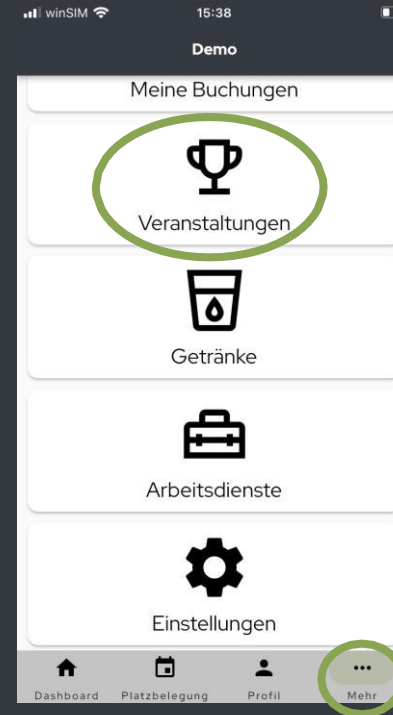 winSIM 15:38
Demo
Meine Buchungen
Veranstaltungen
Getränke
Arbeitsdienste
Einstellungen
Dashboard Platzbelegung Profil Mehr